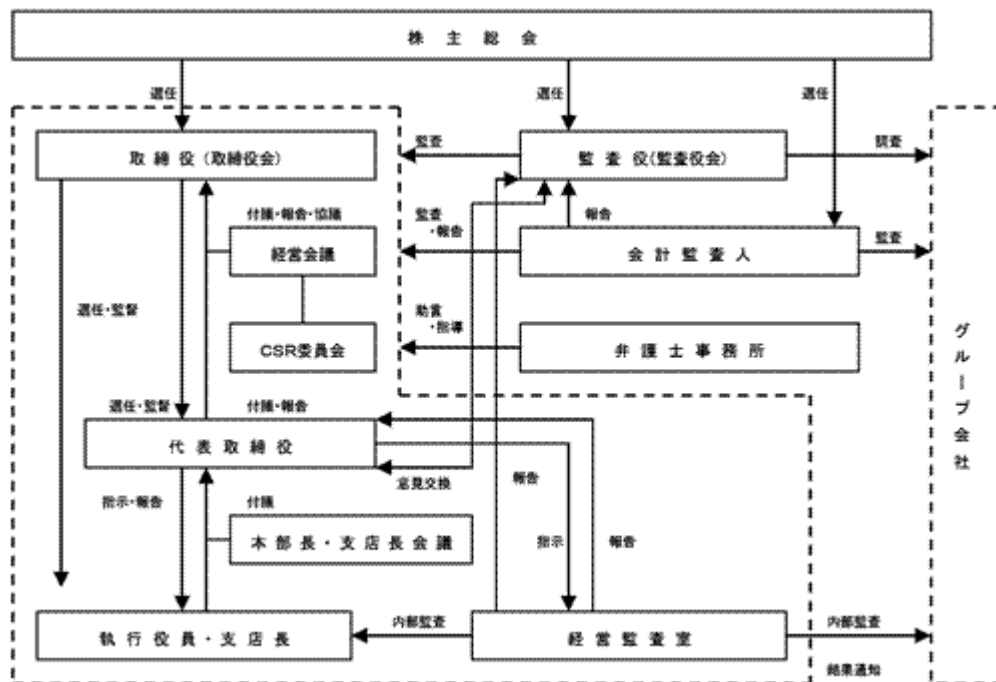 株主総会
選任
選任
選任
取締役(取締役会)
監査
監査役(監査役会)
調査
付議・報告・協議
監査
・報告
報告
経営会議
会計監査人
監査
選任・監督
助言
・指導
CSR委員会
弁護士事務所
グループ会社
選任・監督
付議・報告
代表取締役
意見交換
報告
指示・報告
付議
本部長・支店長会議
指示
報告
執行役員・支店長
内部監査
経営監査室
内部監査
結果通知